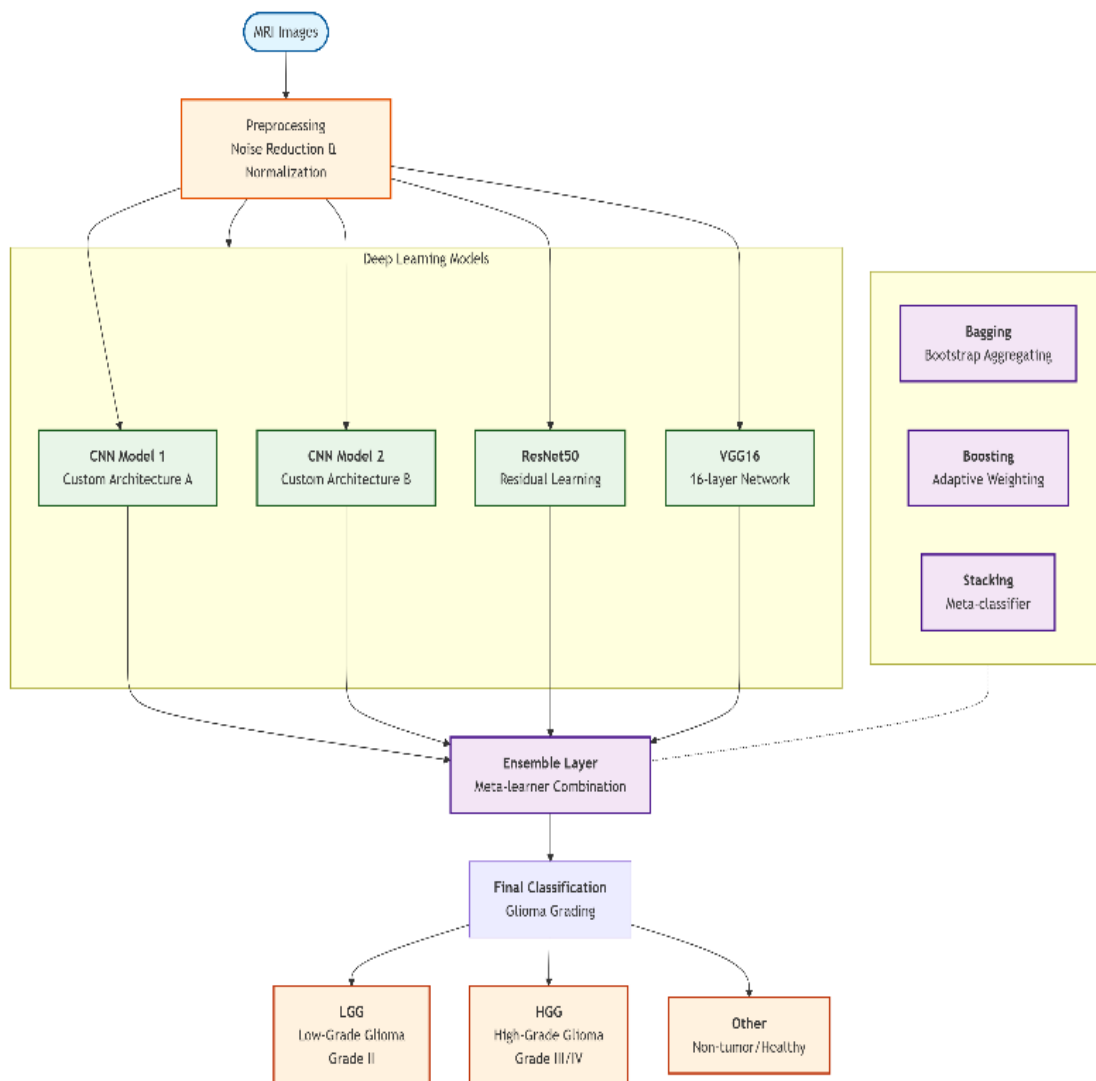 MRI Images
Preprocessing
Noise Reduction &
Normalization
Deep Learning Models
CNN Model 1
Custom Architecture A
CNN Model 2
Custom Architecture B
ResNet50
Residual Learning
VGG16
16-layer Network
Bagging
Bootstrap Aggregating
Boosting
Adaptive Weighting
Stacking
Meta-classifier
Ensemble Layer
Meta-learner Combination
Final Classification
Glioma Grading
LGG
Low-Grade Glioma
Grade II
HGG
High-Grade Glioma
Grade III/IV
Other
Non-tumor/Healthy